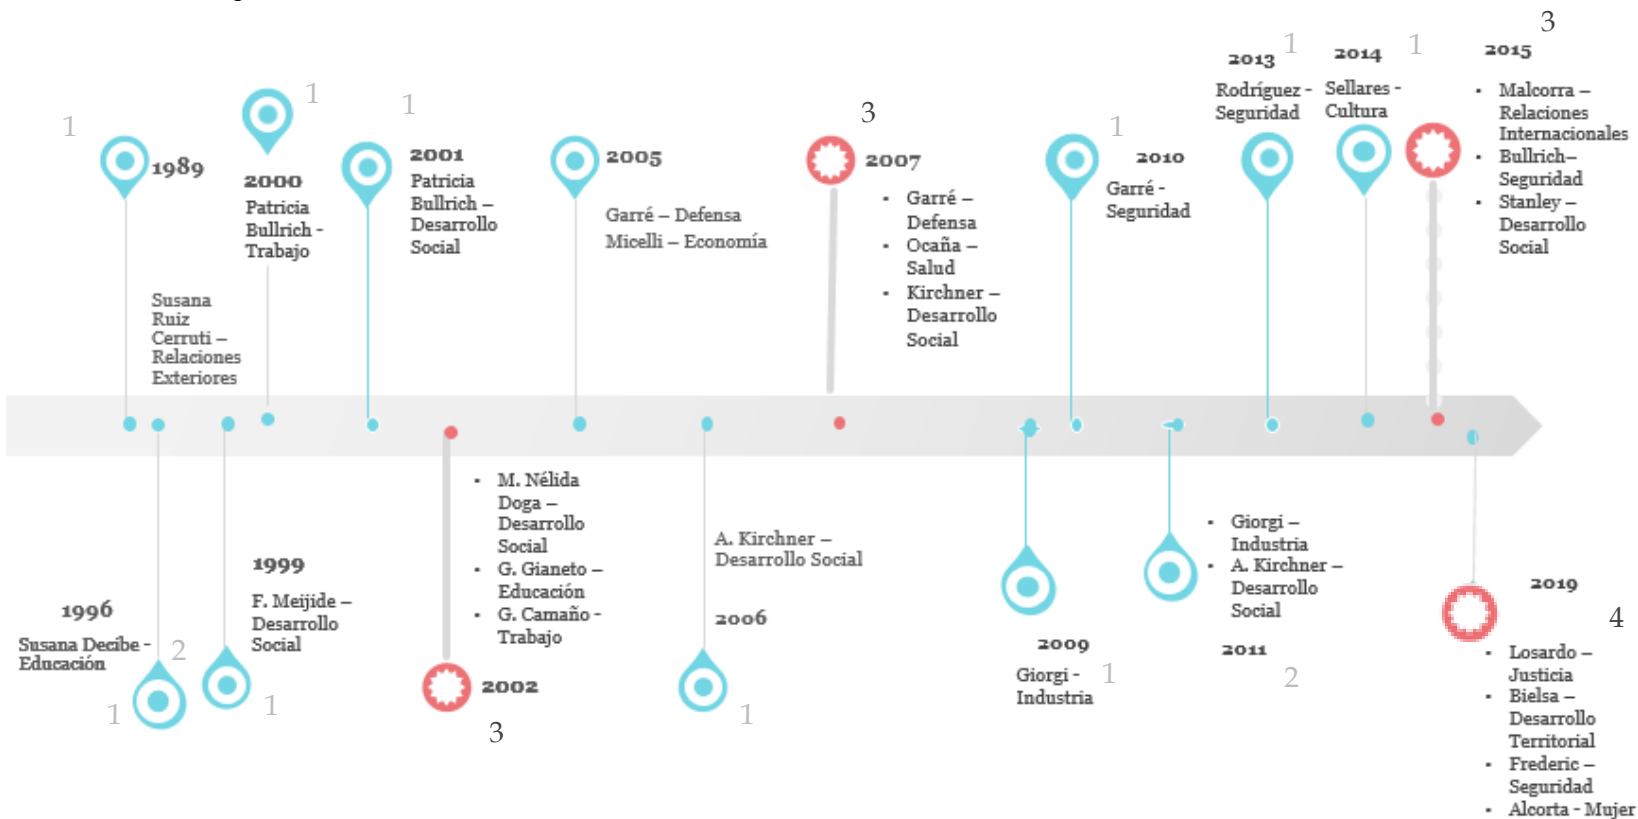 1
1989
Susana
Ruiz
Cerruti –
Relaciones
Exteriores
1996
Susana Decibe -
Educación
2
1
1999
F. Meijide –
Desarrollo
Social
1
1
2000
Patricia
Bullrich -
Trabajo
1
2001
Patricia
Bullrich –
Desarrollo
Social
▪ M. Nélida
Doga –
Desarrollo
Social
▪ G. Gianeto –
Educación
▪ G. Camaño -
Trabajo
2002
3
2005
Garré – Defensa
Micelli – Economía
A. Kirchner –
Desarrollo Social
2006
1
3
2007
▪ Garré –
Defensa
▪ Ocaña –
Salud
▪ Kirchner –
Desarrollo
Social
2009
Giorgi -
Industria
1
1
2010
Garré -
Seguridad
▪ Giorgi –
Industria
▪ A. Kirchner –
Desarrollo
Social
2011
2
2013
1
Rodríguez -
Seguridad
2014
1
Sellares -
Cultura
3
2015
▪ Malcorra –
Relaciones
Internacionales
▪ Bullrich–
Seguridad
▪ Stanley –
Desarrollo
Social
2019
4
▪ Losardo –
Justicia
▪ Bielsa –
Desarrollo
Territorial
▪ Frederic –
Seguridad
▪ Alcorta - Mujer